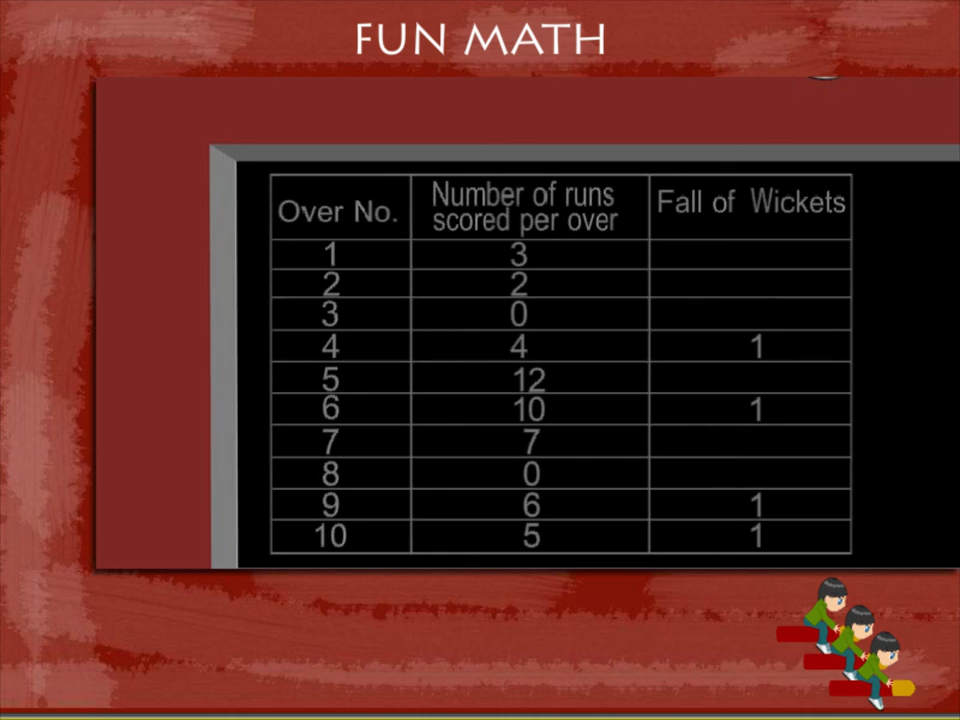 FUN MATH
Over No. Number of runs scored per over Fall of Wickets
1 3
2 2
3 0
4 4 1
5 12
6 10 1
7 7
8 0
9 6 1
10 5 1